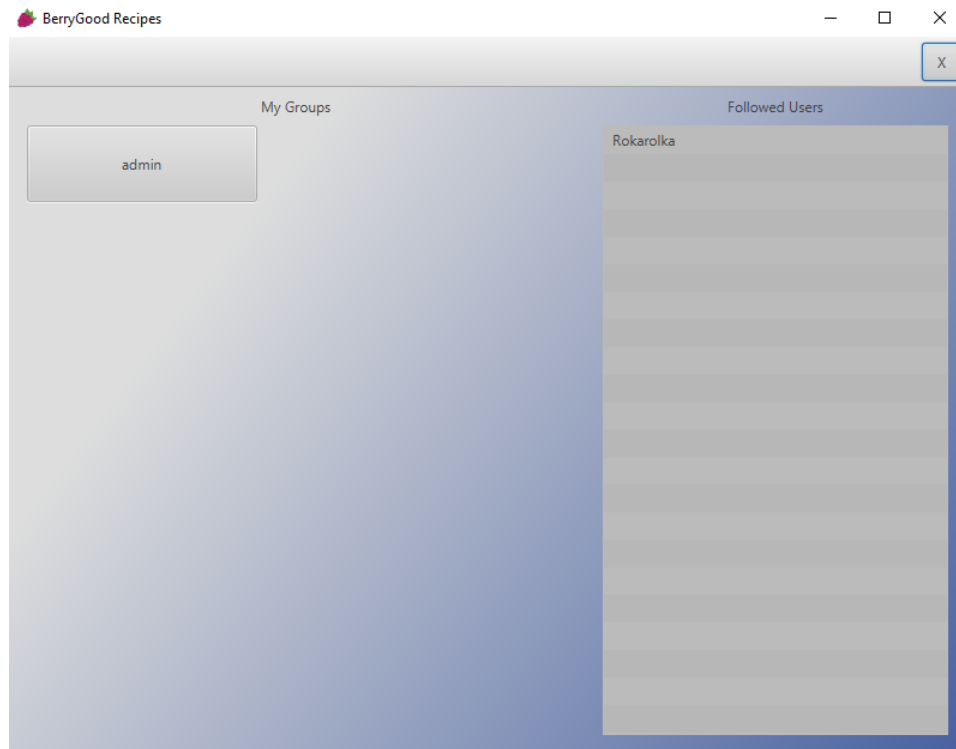 BerryGood Recipes
X
My Groups
Followed Users
admin
Rokarolka